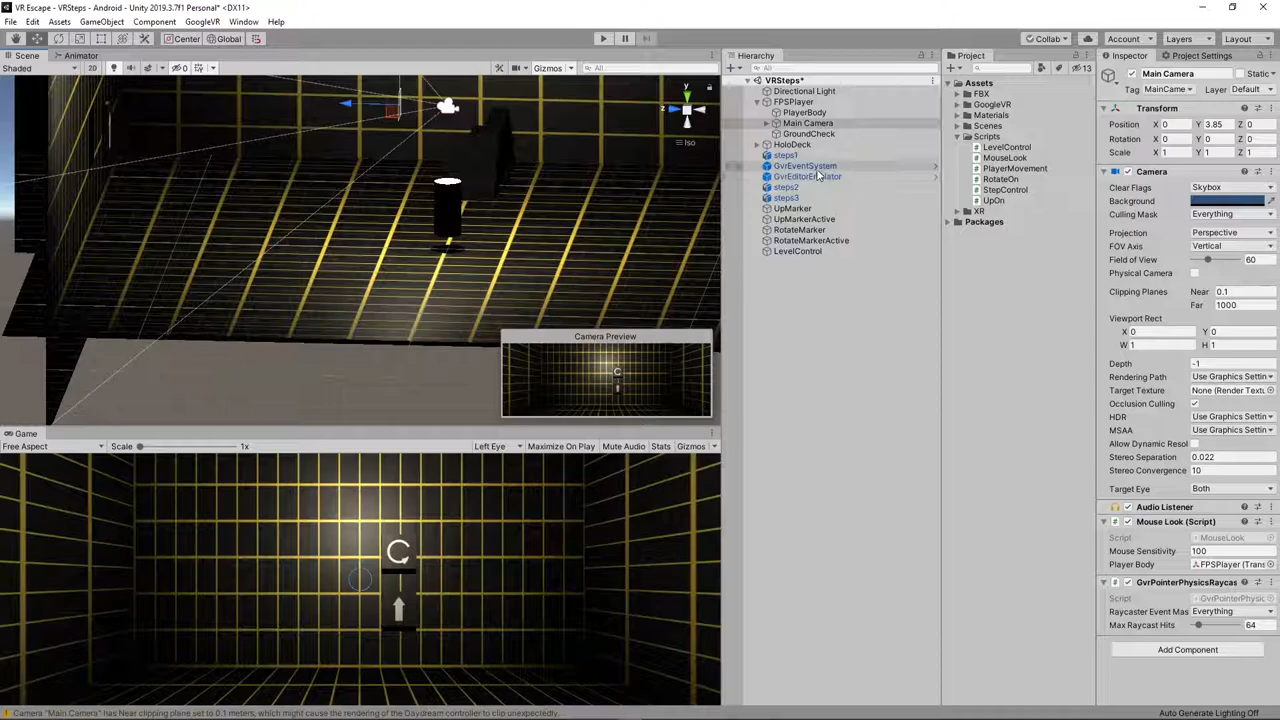 VR Escape - VRSteps - Android - Unity 2019.3.7f1 Personal* <DX11>
File Edit Assets GameObject Component GoogleVR Window Help
Center Global Collab Account Layers Layout
Scene Animator
Shaded 2D 0 Gizmos All
Iso
Camera Preview
Game
Free Aspect Scale 1x Left Eye Maximize On Play Mute Audio Stats Gizmos
Camera "Main Camera" has Near clipping plane set to 0.1 meters, which might cause the rendering of the Daydream controller to clip unexpectedly...
Hierarchy
All
VRSteps*
Directional Light
FPSPlayer
PlayerBody
Main Camera
GroundCheck
HoloDeck
steps1
GvrEventSystem
steps2
steps3
UpMarker
UpMarkerActive
RotateMarker
RotateMarkerActive
LevelControl
Project
13
Assets
FBX
GoogleVR
Materials
Scenes
Scripts
LevelControl
MouseLook
PlayerMovement
RotateOn
StepControl
UpOn
XR
Packages
Inspector Project Settings
Main Camera Static
Tag MainCame Layer Default
Transform
Position X 0 Y 3.85 Z 0
Rotation X 0 Y 0 Z 0
Scale X 1 Y 1 Z 1
Camera
Clear Flags Skybox
Background
Culling Mask Everything
Projection Perspective
FOV Axis Vertical
Field of View 60
Physical Camera
Clipping Planes Near 0.1
Far 1000
Viewport Rect
X 0 Y 0
W 1 H 1
Depth -1
Rendering Path Use Graphics Settin
Target Texture None (Render Textu
Occlusion Culling
HDR Use Graphics Settin
MSAA Use Graphics Settin
Allow Dynamic Resol
Stereo Separation 0.022
Stereo Convergence 10
Target Eye Both
Audio Listener
Mouse Look (Script)
Script MouseLook
Mouse Sensitivity 100
Player Body FPSPlayer (Trans
GvrPointerPhysicsRaycas
Script GvrPointerPhysic
Raycaster Event Mas Everything
Max Raycast Hits 64
Add Component
Auto Generate Lighting Off